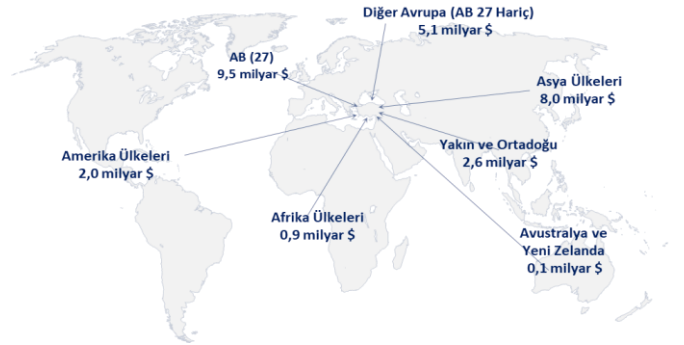 Diğer Avrupa (AB 27 Hariç)
5,1 milyar $
AB (27)
9,5 milyar $
Asya Ülkeleri
8,0 milyar $
Yakın ve Ortadoğu
2,6 milyar $
Amerika Ülkeleri
2,0 milyar $
Afrika Ülkeleri
0,9 milyar $
Avustralya ve
Yeni Zelanda
0,1 milyar $